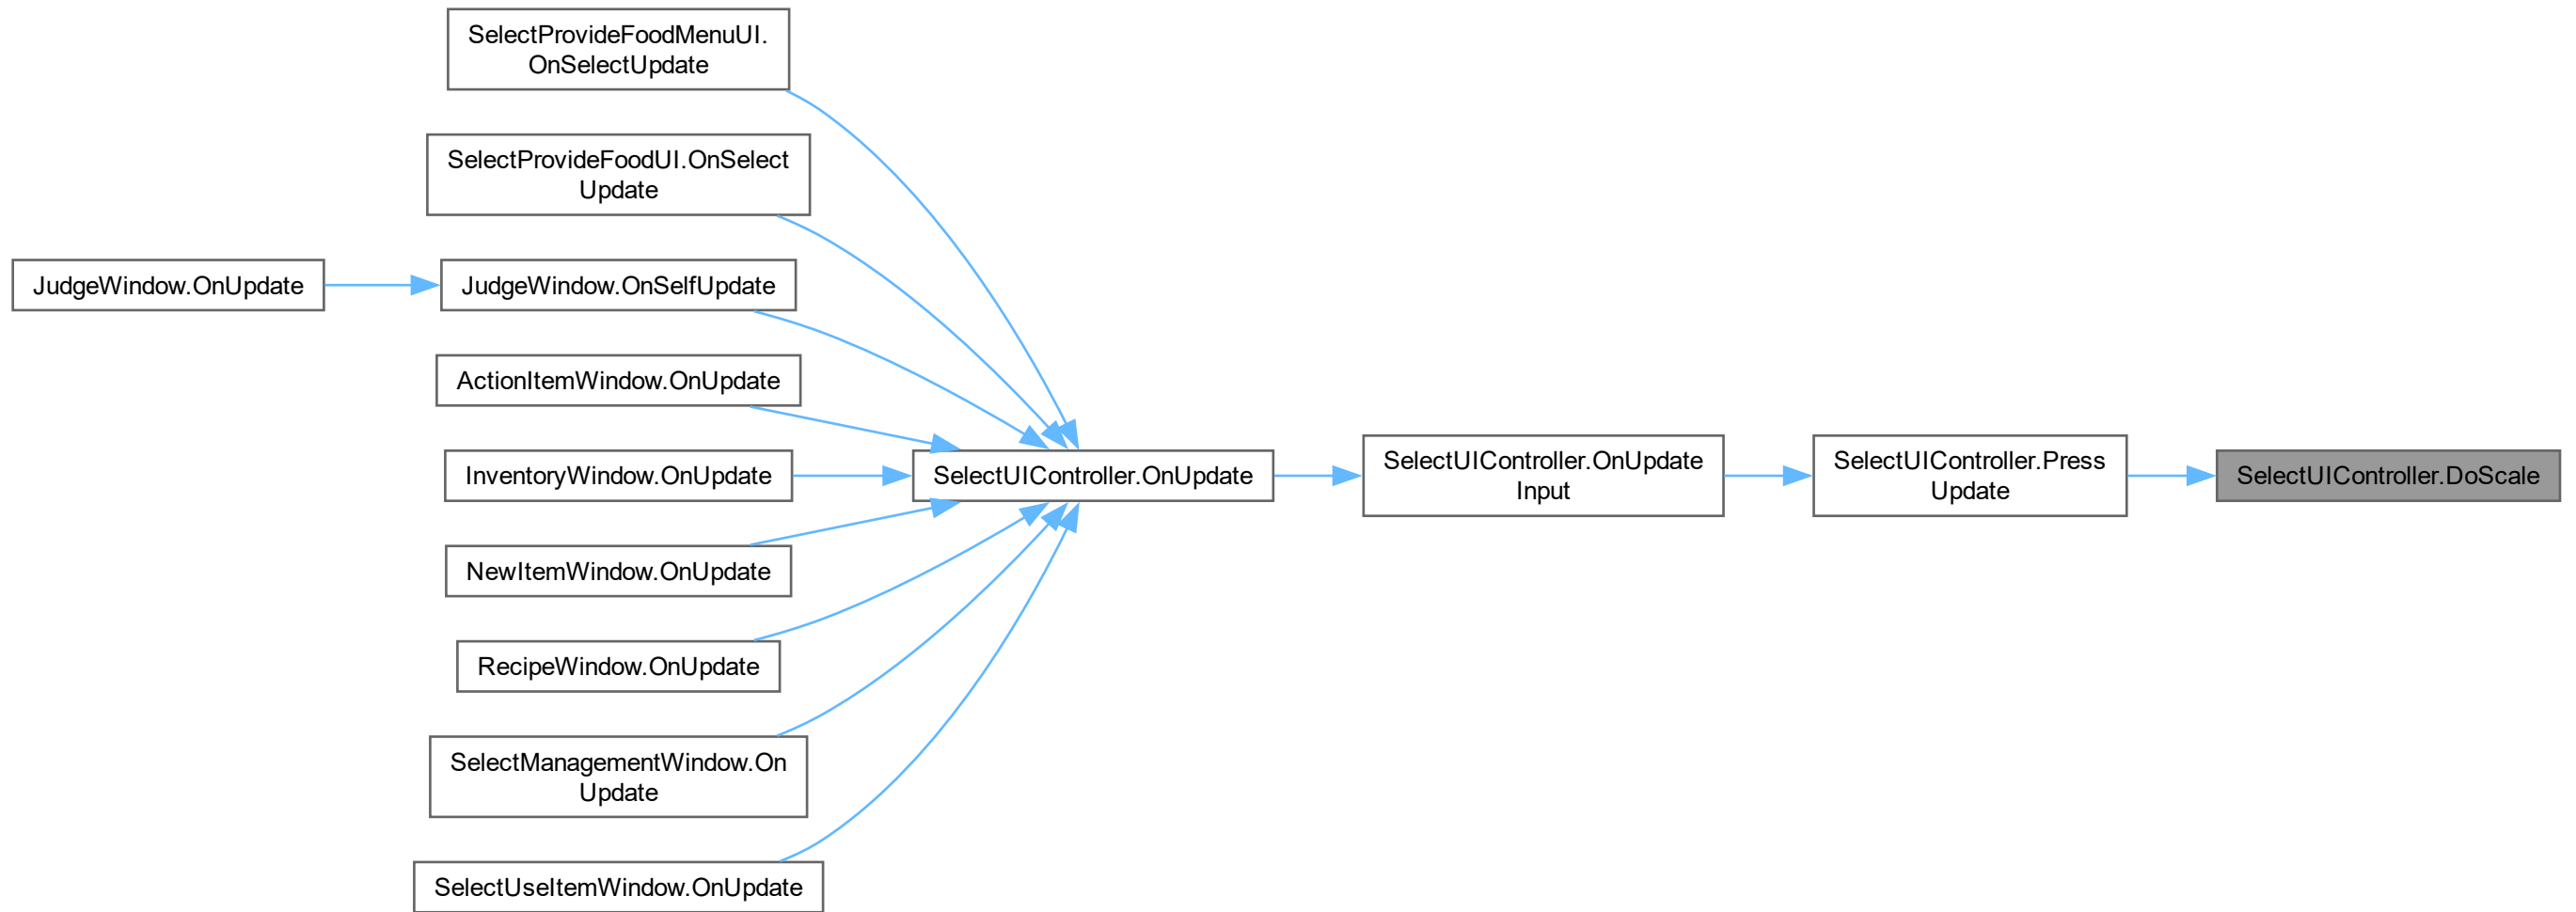 SelectProvideFoodMenuUI.
OnSelectUpdate
SelectProvideFoodUI.OnSelect
Update
JudgeWindow.OnUpdate
JudgeWindow.OnSelfUpdate
ActionItemWindow.OnUpdate
InventoryWindow.OnUpdate
SelectUIController.OnUpdate
SelectUIController.OnUpdate
Input
SelectUIController.Press
Update
SelectUIController.DoScale
NewItemWindow.OnUpdate
RecipeWindow.OnUpdate
SelectManagementWindow.On
Update
SelectUseItemWindow.OnUpdate